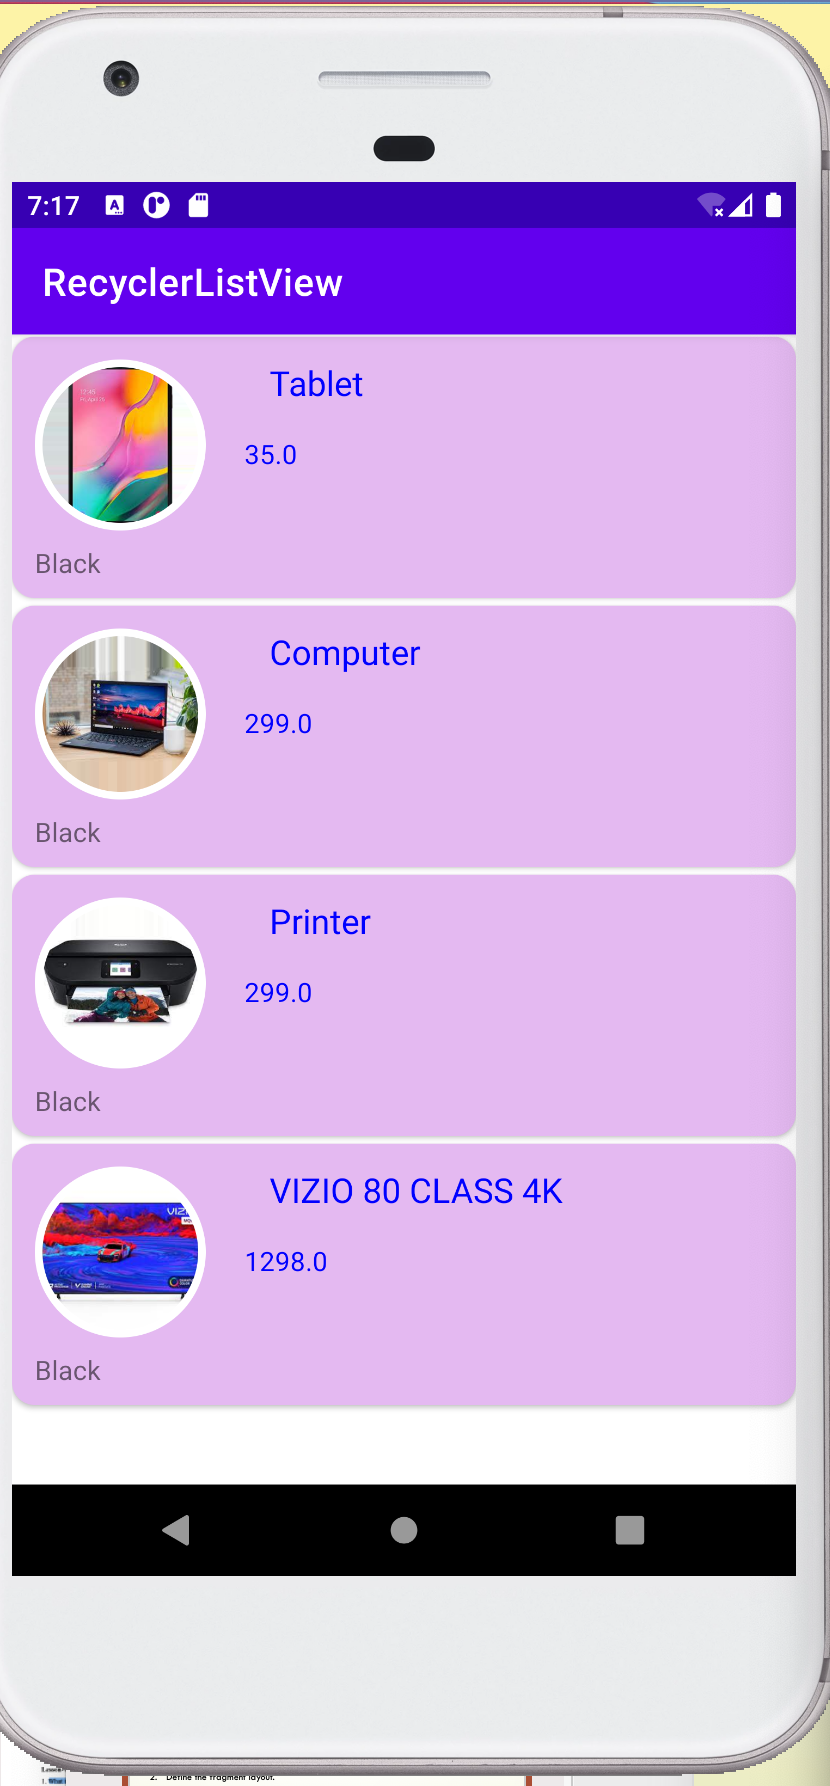 7:17
RecyclerListView
Tablet
35.0
Black
Computer
299.0
Black
Printer
299.0
Black
VIZIO 80 CLASS 4K
1298.0
Black
2. Define the fragment layout.